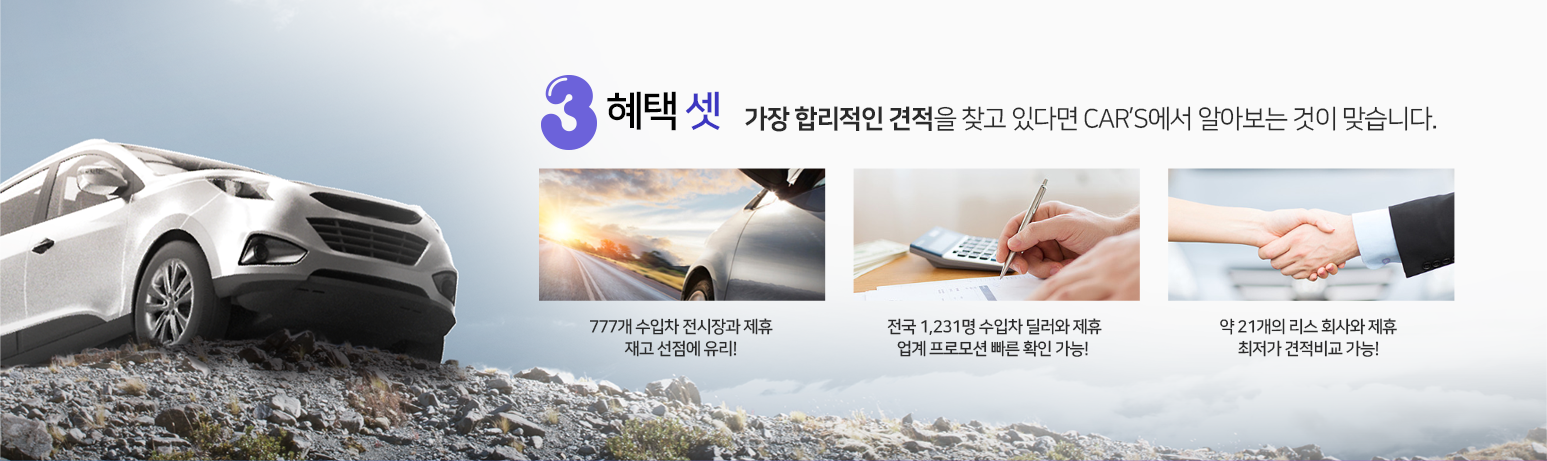 3 혜택 셋 가장 합리적인 견적을 찾고 있다면 CAR'S에서 알아보는 것이 맞습니다.
777개 수입차 전시장과 제휴
재고 선점에 유리!
전국 1,231명 수입차 딜러와 제휴
업계 프로모션 빠른 확인 가능!
약 21개의 리스 회사와 제휴
최저가 견적비교 가능!